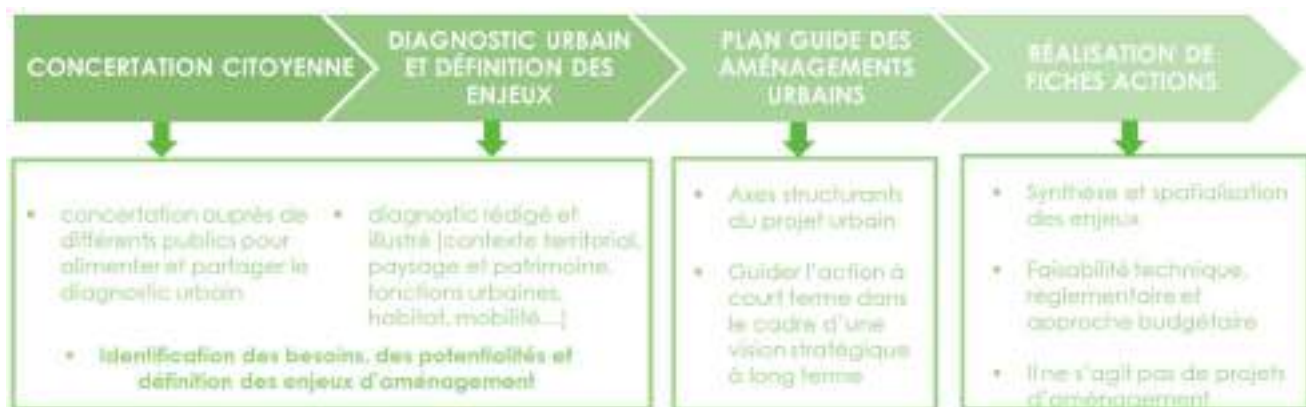 CONCERTATION CITOYENNE
DIAGNOSTIC URBAIN
ET DÉFINITION DES
ENJEUX
PLAN GUIDE DES
AMÉNAGEMENTS
URBAINS
RÉALISATION DE
FICHES ACTIONS
• concertation auprès de
différents publics pour
alimenter et partager le
diagnostic urbain
• diagnostic rédigé et
illustré (contexte territorial,
paysage et patrimoine,
fonctions urbaines,
habitat, mobilité...)
• Identification des besoins, des potentialités et
définition des enjeux d'aménagement
• Axes structurants
du projet urbain
• Guider l'action à
court terme dans
le cadre d'une
vision stratégique
à long terme
• Synthèse et spatialisation
des enjeux
• Faisabilité technique,
règlementaire et
approche budgétaire
• Il ne s'agit pas de projets
d'aménagement